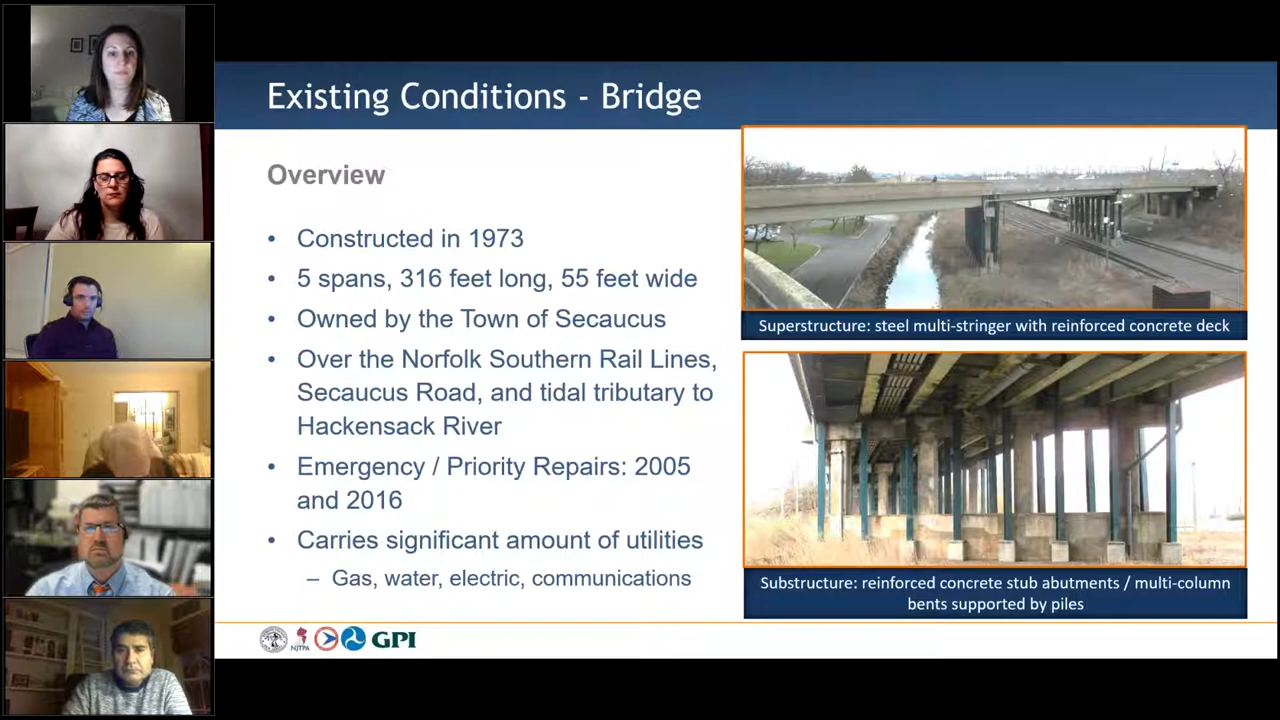 Existing Conditions - Bridge
Overview
• Constructed in 1973
• 5 spans, 316 feet long, 55 feet wide
• Owned by the Town of Secaucus
• Over the Norfolk Southern Rail Lines,
Secaucus Road, and tidal tributary to
Hackensack River
• Emergency / Priority Repairs: 2005
and 2016
• Carries significant amount of utilities
– Gas, water, electric, communications
Superstructure: steel multi-stringer with reinforced concrete deck
Substructure: reinforced concrete stub abutments / multi-column
bents supported by piles
NJTPA
GPI